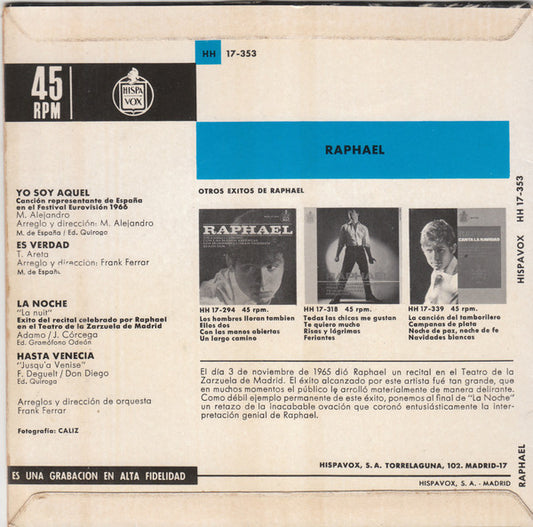 HH 17-353
45
RPM
HISPA
VOX
RAPHAEL
YO SOY AQUEL
Canción representante de España
en el Festival Eurovisión 1966
M. Alejandro
Arreglo y dirección: M. Alejandro
M. de España / Ed. Quiroga
ES VERDAD
T. Areta
Arreglo y dirección: Frank Ferrar
M. de España
LA NOCHE
"La nuit"
Exito del recital celebrado por Raphael
en el Teatro de la Zarzuela de Madrid
Adamo / J. Córcega
Ed. Gramófono Odeón
HASTA VENECIA
"Jusqu'a Venise"
F. Deguelt / Don Diego
Ed. Quiroga
Arreglos y dirección de orquesta
Frank Ferrar
Fotografía: CALIZ
ES UNA GRABACION EN ALTA FIDELIDAD
OTROS EXITOS DE RAPHAEL
RAPHAEL
CANTA LA NAVIDAD
HH 17-294 45 rpm.
Los hombres lloran tambien
Ellos dos
Con las manos abiertas
Un largo camino
HH 17-318 45 rpm.
Todas las chicas me gustan
Te quiero mucho
Risas y lágrimas
Feriantes
HH 17-339 45 rpm.
La canción del tamborilero
Campanas de plata
Noche de paz, noche de fe
Navidades blancas
El día 3 de noviembre de 1965 dió Raphael un recital en el Teatro de la
Zarzuela de Madrid. El éxito alcanzado por este artista fué tan grande, que
en muchos momentos el público le arrolló materialmente de manera delirante.
Como débil ejemplo permanente de este éxito, ponemos al final de "La Noche"
un retazo de la inacabable ovación que coronó entusiásticamente la inter-
pretación genial de Raphael.
HISPAVOX, S. A. TORRELAGUNA, 102. MADRID-17
HISPAVOX, S. A. - MADRID
HISPAVOX HH 17-353
RAPHAEL